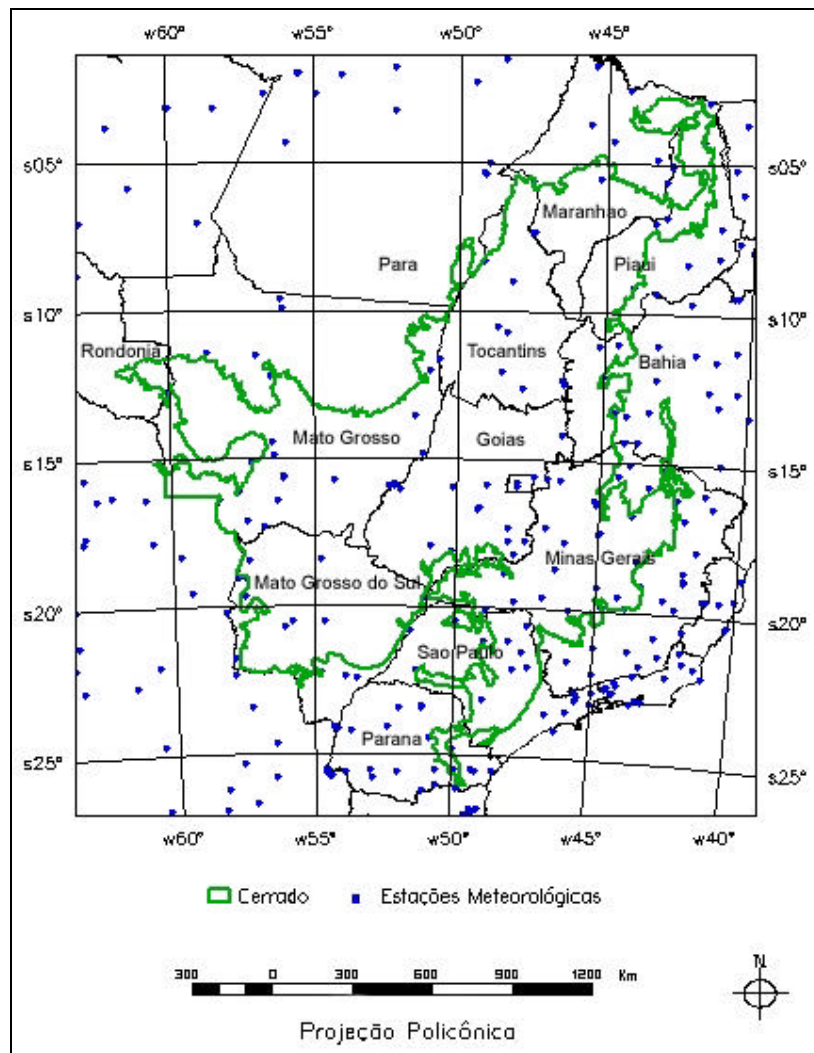 w60° w55° w50° w45°
s05° s05°
Maranhao
Para
Piaui
s10° s10°
Rondonia
Tocantins
Bahia
Mato Grosso
Goias
s15° s15°
Minas Gerais
Mato Grosso do Sul
s20° s20°
Sao Paulo
Parana
s25° s25°
w60° w55° w50° w45° w40°
Cerrado Estações Meteorológicas
N
300 0 300 600 900 1200 Km
Projeção Policônica